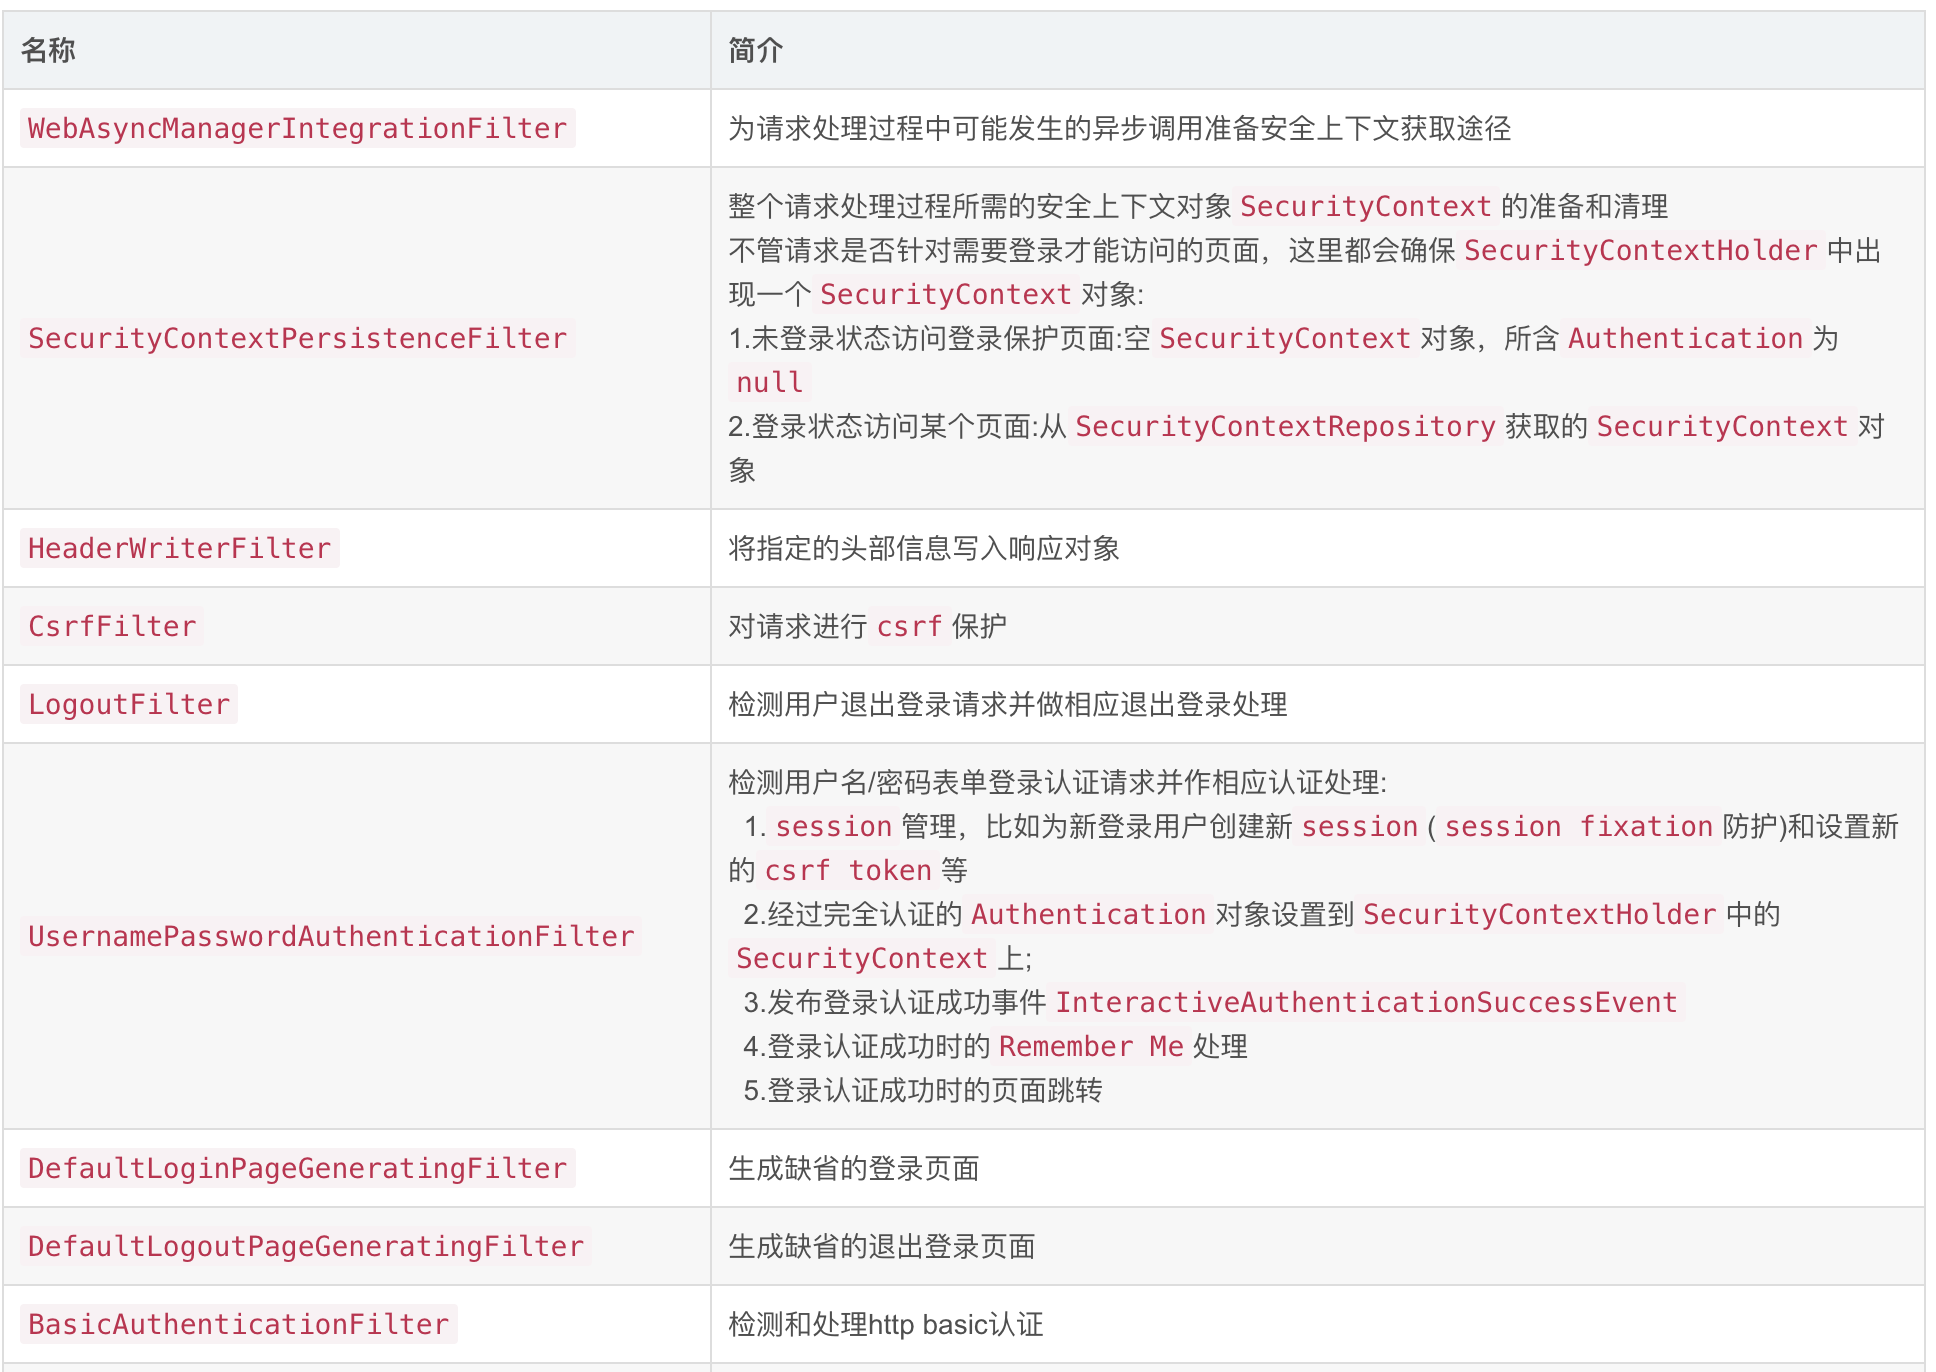 名称
简介
WebAsyncManagerIntegrationFilter
为请求处理过程中可能发生的异步调用准备安全上下文获取途径
SecurityContextPersistenceFilter
整个请求处理过程所需的安全上下文对象 SecurityContext 的准备和清理
不管请求是否针对需要登录才能访问的页面，这里都会确保 SecurityContextHolder 中出
现一个 SecurityContext 对象:
1.未登录状态访问登录保护页面:空 SecurityContext 对象，所含 Authentication 为
null
2.登录状态访问某个页面:从 SecurityContextRepository 获取的 SecurityContext 对
象
HeaderWriterFilter
将指定的头部信息写入响应对象
CsrfFilter
对请求进行 csrf 保护
LogoutFilter
检测用户退出登录请求并做相应退出登录处理
UsernamePasswordAuthenticationFilter
检测用户名/密码表单登录认证请求并作相应认证处理:
1. session 管理，比如为新登录用户创建新 session ( session fixation 防护)和设置新
的 csrf token 等
2.经过完全认证的 Authentication 对象设置到 SecurityContextHolder 中的
SecurityContext 上;
3.发布登录认证成功事件 InteractiveAuthenticationSuccessEvent
4.登录认证成功时的 Remember Me 处理
5.登录认证成功时的页面跳转
DefaultLoginPageGeneratingFilter
生成缺省的登录页面
DefaultLogoutPageGeneratingFilter
生成缺省的退出登录页面
BasicAuthenticationFilter
检测和处理http basic认证